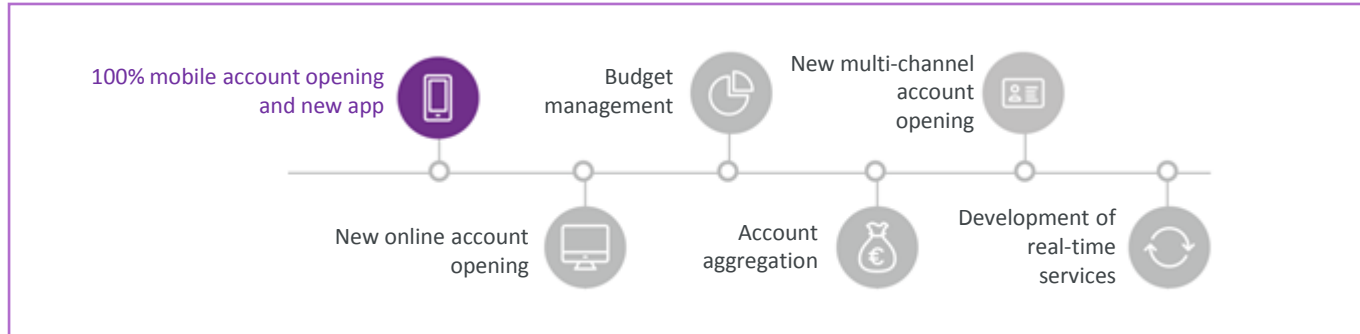 100% mobile account opening
and new app
Budget
management
New multi-channel
account
opening
New online account
opening
Account
aggregation
€
Development of
real-time
services